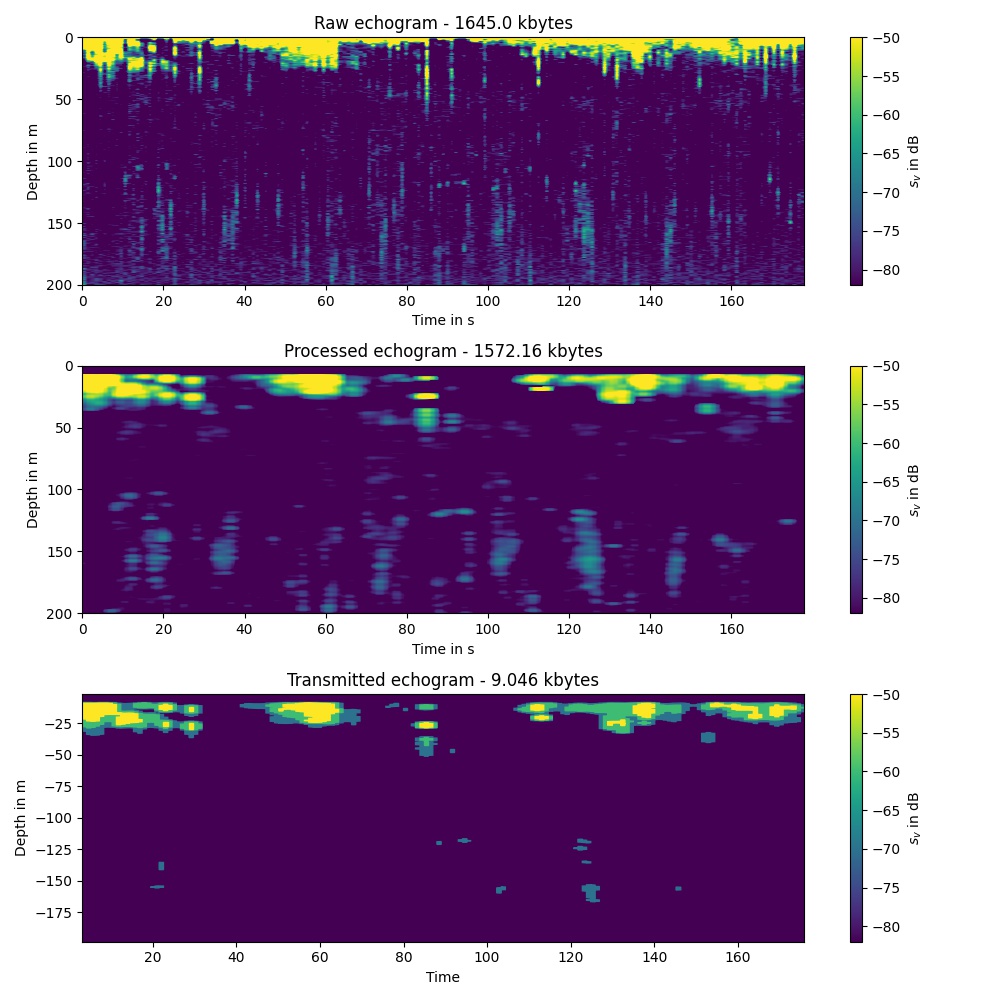 Raw echogram - 1645.0 kbytes
0
50
100
150
200
Depth in m
0 20 40 60 80 100 120 140 160
Time in s
−50
−55
−60
−65
−70
−75
−80
sv in dB
Processed echogram - 1572.16 kbytes
0
50
100
150
200
Depth in m
0 20 40 60 80 100 120 140 160
Time in s
−50
−55
−60
−65
−70
−75
−80
sv in dB
Transmitted echogram - 9.046 kbytes
−25
−50
−75
−100
−125
−150
−175
Depth in m
20 40 60 80 100 120 140 160
Time
−50
−55
−60
−65
−70
−75
−80
sv in dB